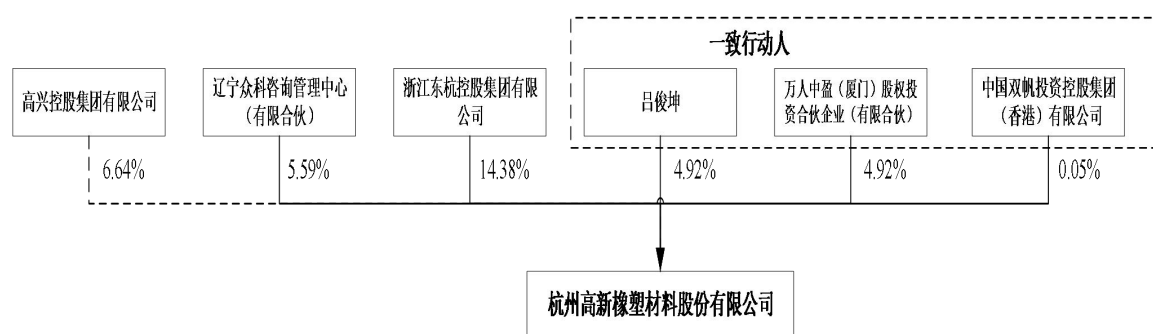 一致行动人
高兴控股集团有限公司
辽宁众科咨询管理中心
（有限合伙）
浙江东杭控股集团有限
公司
吕俊坤
万人中盈（厦门）股权投
资合伙企业（有限合伙）
中国双帆投资控股集团
（香港）有限公司
6.64%
5.59%
14.38%
4.92%
4.92%
0.05%
杭州高新橡塑材料股份有限公司